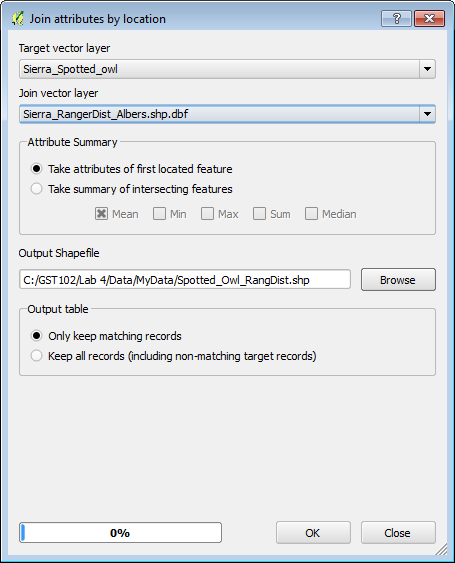 Join attributes by location
Target vector layer
Sierra_Spotted_owl
Join vector layer
Sierra_RangerDist_Albers.shp.dbf
Attribute Summary
Take attributes of first located feature
Take summary of intersecting features
Mean Min Max Sum Median
Output Shapefile
C:/GST102/Lab 4/Data/MyData/Spotted_Owl_RangDist.shp Browse
Output table
Only keep matching records
Keep all records (including non-matching target records)
0% OK Close